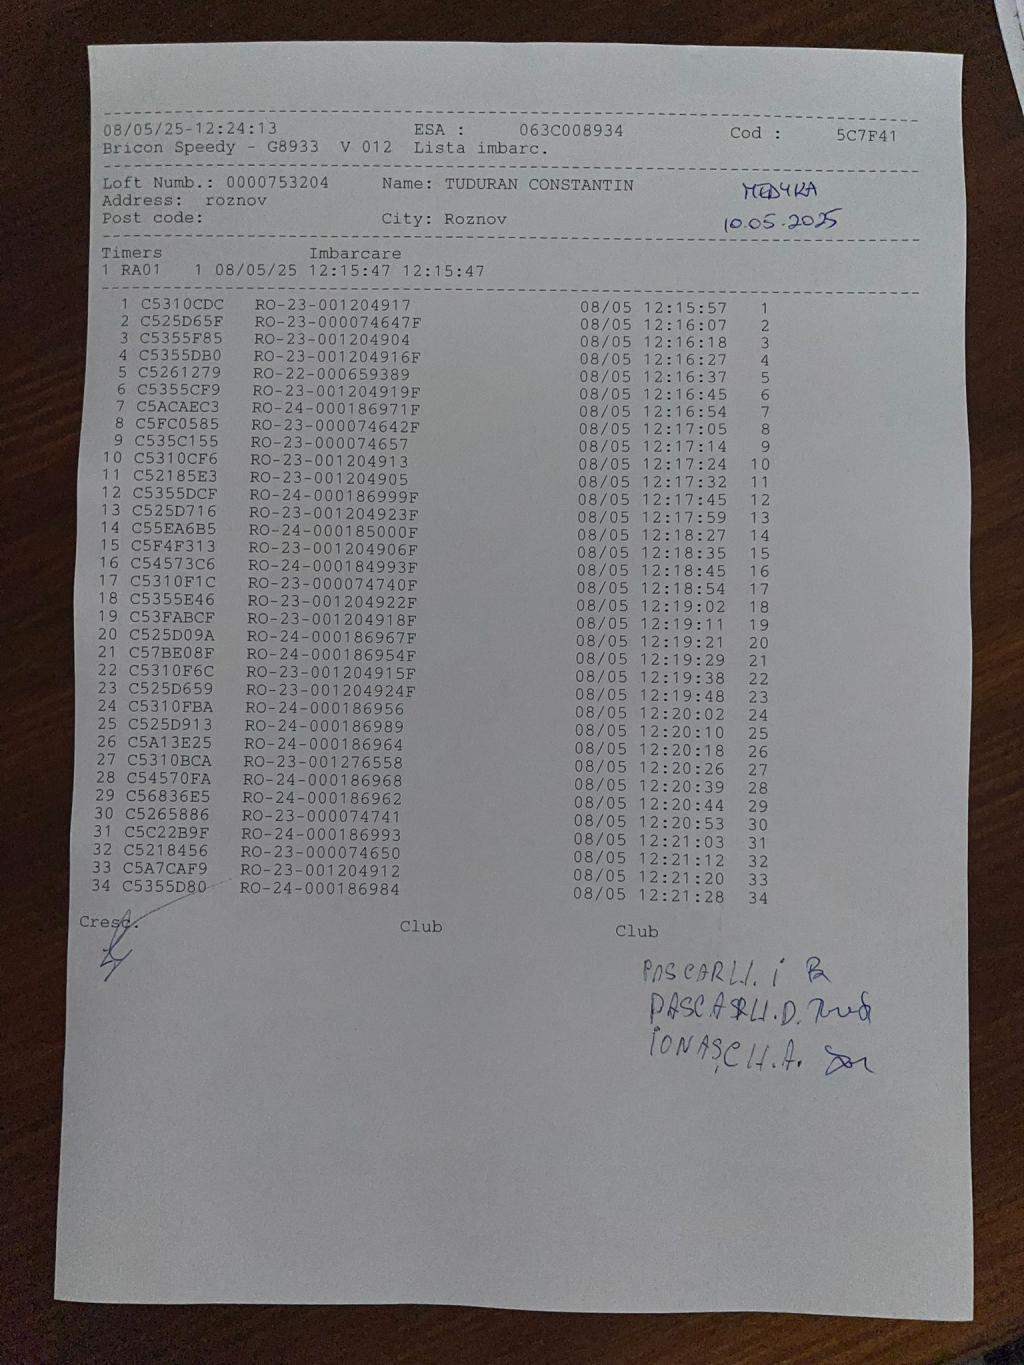 08/05/25-12:24:13 ESA : 063C008934 Cod : 5C7F41
Bricon Speedy - G8933 V 012 Lista imbarc.
Loft Numb.: 0000753204 Name: TUDURAN CONSTANTIN
Address: roznov
Post code: City: Roznov
MEDYKA
10.05.2025
Timers Imbarcare
1 RA01 1 08/05/25 12:15:47 12:15:47
1 C5310CDC RO-23-001204917 08/05 12:15:57 1
2 C525D65F RO-23-000074647F 08/05 12:16:07 2
3 C5355F85 RO-23-001204904 08/05 12:16:18 3
4 C5355DB0 RO-23-001204916F 08/05 12:16:27 4
5 C5261279 RO-22-000659389 08/05 12:16:37 5
6 C5355CF9 RO-23-001204919F 08/05 12:16:45 6
7 C5ACAEC3 RO-24-000186971F 08/05 12:16:54 7
8 C5FC0585 RO-23-000074642F 08/05 12:17:05 8
9 C535C155 RO-23-000074657 08/05 12:17:14 9
10 C5310CF6 RO-23-001204913 08/05 12:17:24 10
11 C52185E3 RO-23-001204905 08/05 12:17:32 11
12 C5355DCF RO-24-000186999F 08/05 12:17:45 12
13 C525D716 RO-23-001204923F 08/05 12:17:59 13
14 C55EA6B5 RO-24-000185000F 08/05 12:18:27 14
15 C5F4F313 RO-23-001204906F 08/05 12:18:35 15
16 C54573C6 RO-24-000184993F 08/05 12:18:45 16
17 C5310F1C RO-23-000074740F 08/05 12:18:54 17
18 C5355E46 RO-23-001204922F 08/05 12:19:02 18
19 C53FABCF RO-23-001204918F 08/05 12:19:11 19
20 C525D09A RO-24-000186967F 08/05 12:19:21 20
21 C57BE08F RO-24-000186954F 08/05 12:19:29 21
22 C5310F6C RO-23-001204915F 08/05 12:19:38 22
23 C525D659 RO-23-001204924F 08/05 12:19:48 23
24 C5310FBA RO-24-000186956 08/05 12:20:02 24
25 C525D913 RO-24-000186989 08/05 12:20:10 25
26 C5A13E25 RO-24-000186964 08/05 12:20:18 26
27 C5310BCA RO-23-001276558 08/05 12:20:26 27
28 C54570FA RO-24-000186968 08/05 12:20:39 28
29 C56836E5 RO-24-000186962 08/05 12:20:44 29
30 C5265886 RO-23-000074741 08/05 12:20:53 30
31 C5C22B9F RO-24-000186993 08/05 12:21:03 31
32 C5218456 RO-23-000074650 08/05 12:21:12 32
33 C5A7CAF9 RO-23-001204912 08/05 12:21:20 33
34 C5355D80 RO-24-000186984 08/05 12:21:28 34
Cresc. Club Club